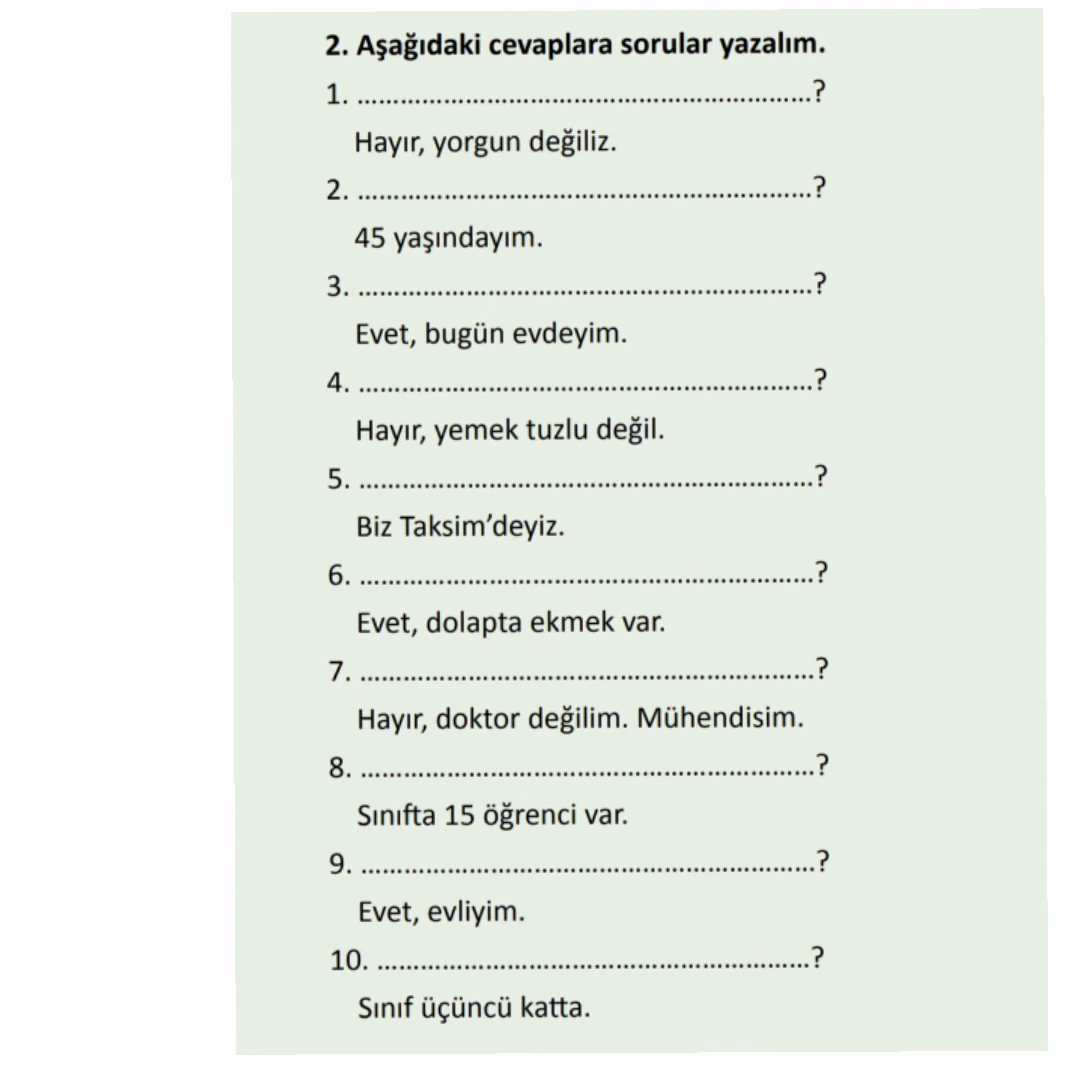 2. Aşağıdaki cevaplara sorular yazalım.
1. ...............................................................?
Hayır, yorgun değiliz.
2. ...............................................................?
45 yaşındayım.
3. ...............................................................?
Evet, bugün evdeyim.
4. ...............................................................?
Hayır, yemek tuzlu değil.
5. ...............................................................?
Biz Taksim’deyiz.
6. ...............................................................?
Evet, dolapta ekmek var.
7. ...............................................................?
Hayır, doktor değilim. Mühendisim.
8. ...............................................................?
Sınıfta 15 öğrenci var.
9. ...............................................................?
Evet, evliyim.
10. ............................................................?
Sınıf üçüncü katta.